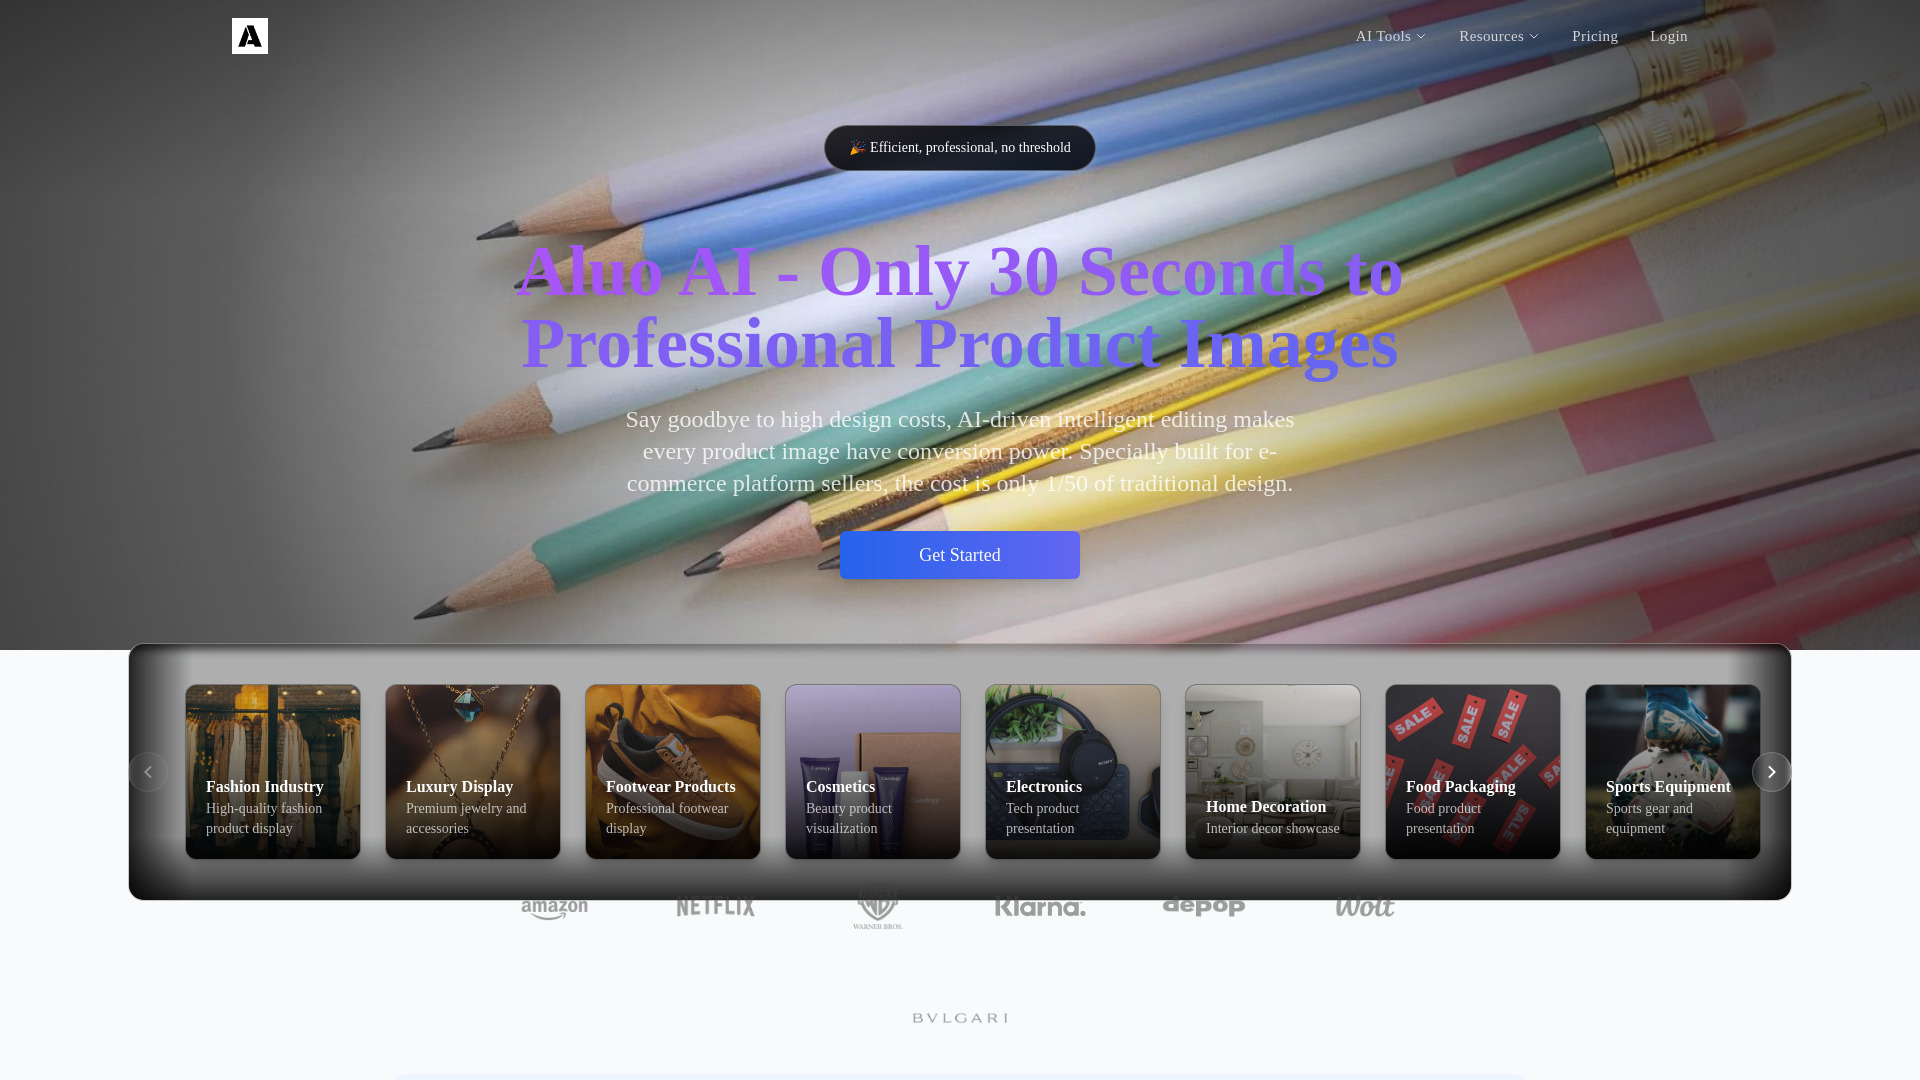 A
AI Tools
Resources
Pricing
Login
🎉 Efficient, professional, no threshold
Aluo AI - Only 30 Seconds to
Professional Product Images
Say goodbye to high design costs, AI-driven intelligent editing makes
every product image have conversion power. Specially built for e-
commerce platform sellers, the cost is only 1/50 of traditional design.
Get Started
Fashion Industry
High-quality fashion
product display
Luxury Display
Premium jewelry and
accessories
Footwear Products
Professional footwear
display
Cosmetics
Beauty product
visualization
Electronics
Tech product
presentation
Home Decoration
Interior decor showcase
SALE
SALE
SALE
SALE
SALE
Food Packaging
Food product
presentation
Sports Equipment
Sports gear and
equipment
amazon
NETFLIX
WARNER BROS.
Klarna.
depop
Wolt
BVLGARI